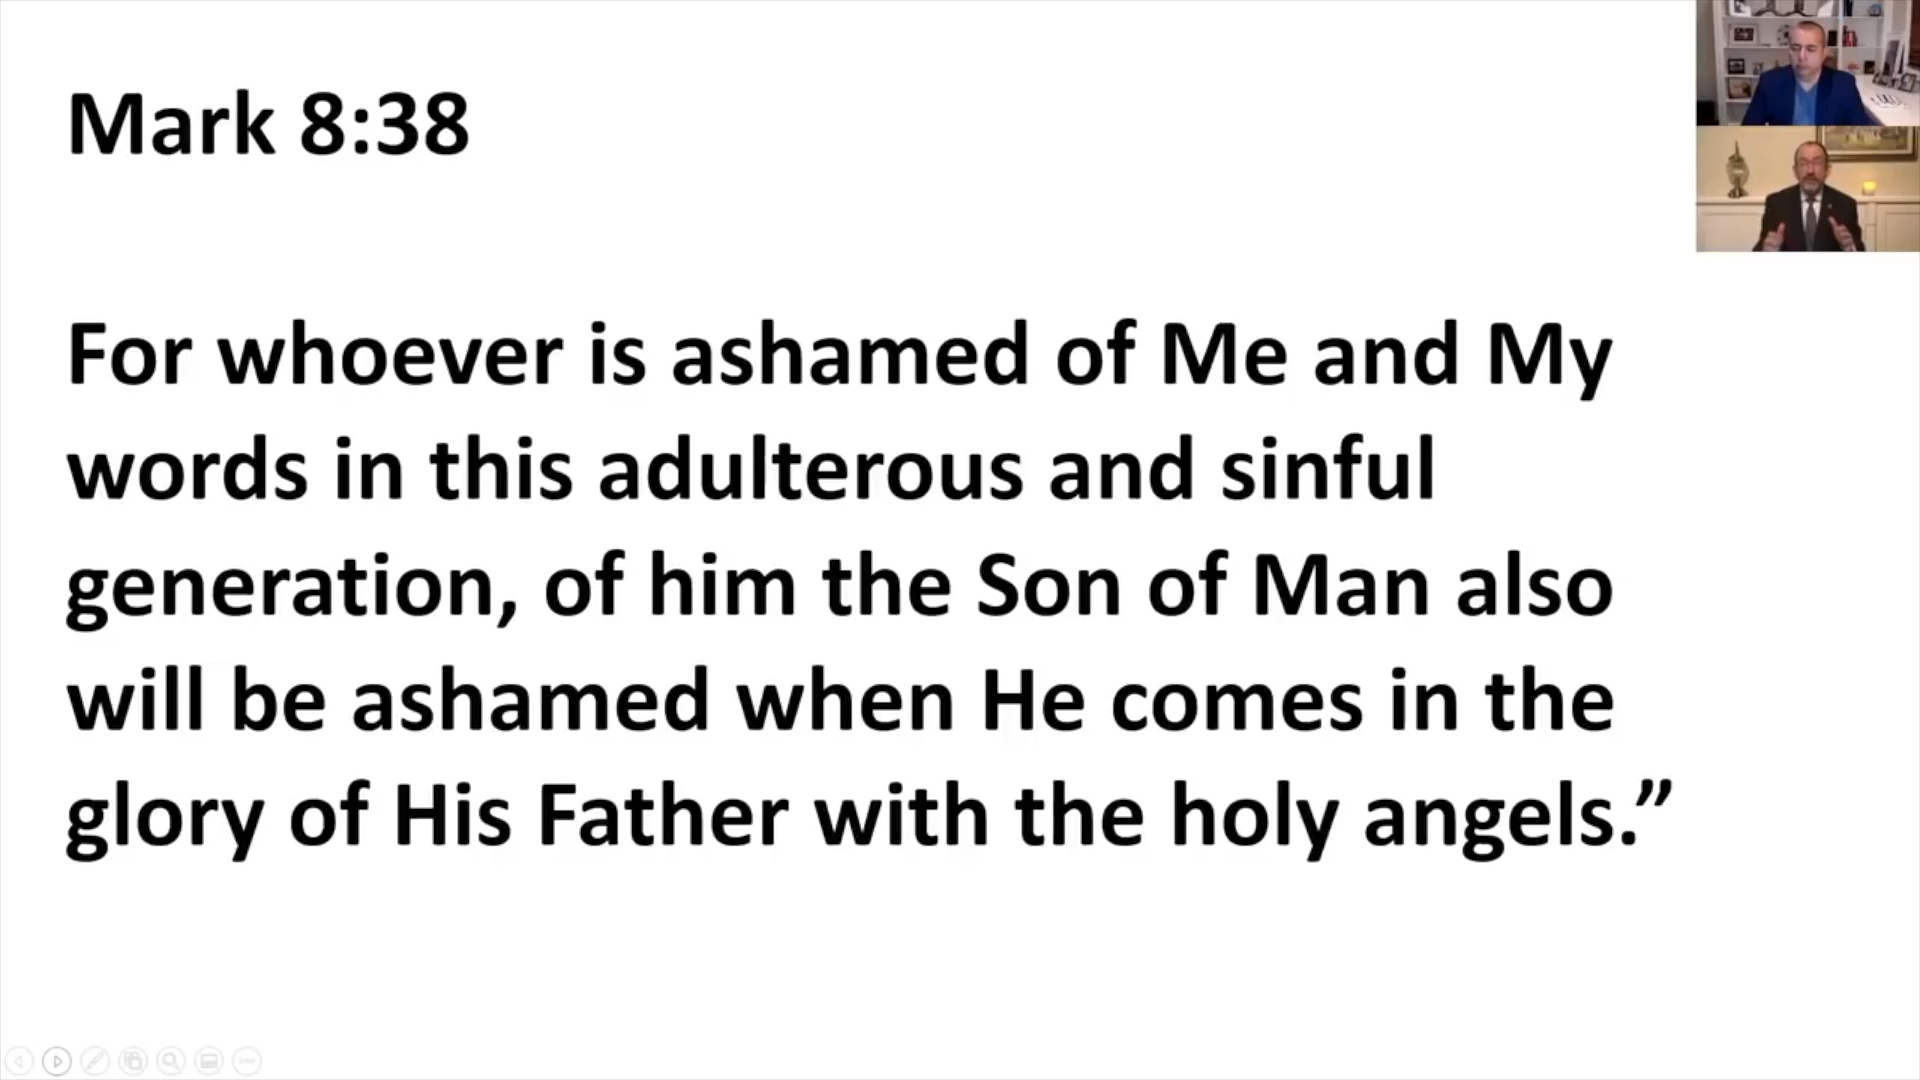 Mark 8:38
For whoever is ashamed of Me and My
words in this adulterous and sinful
generation, of him the Son of Man also
will be ashamed when He comes in the
glory of His Father with the holy angels.”